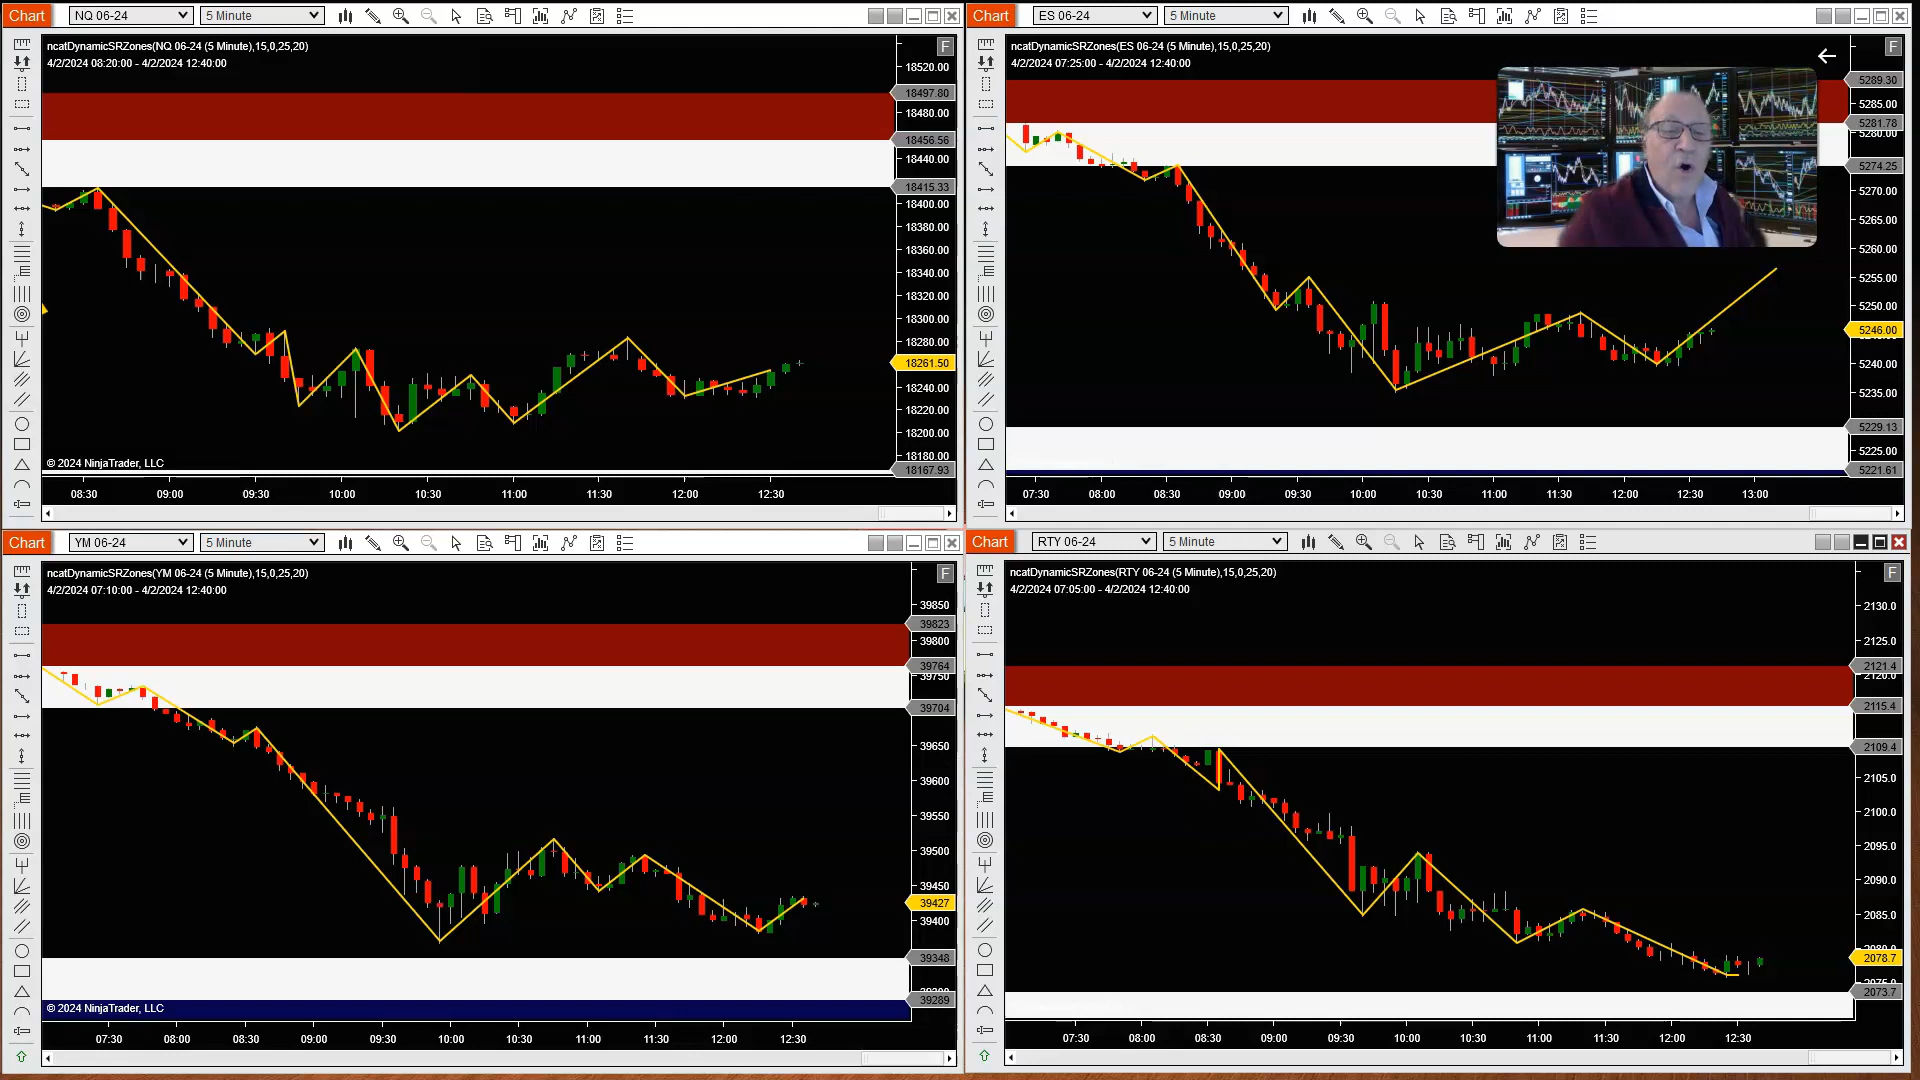 Chart NQ 06-24 5 Minute
ncatDynamicSRZones(NQ 06-24 (5 Minute),15,0,25,20)
4/2/2024 08:20:00 - 4/2/2024 12:40:00
F
18520.00
18497.80
18480.00
18456.56
18440.00
18415.33
18400.00
18380.00
18360.00
18340.00
18320.00
18300.00
18280.00
18261.50
18240.00
18220.00
18200.00
18180.00
18167.93
© 2024 NinjaTrader, LLC
08:30 09:00 09:30 10:00 10:30 11:00 11:30 12:00 12:30
Chart ES 06-24 5 Minute
ncatDynamicSRZones(ES 06-24 (5 Minute),15,0,25,20)
4/2/2024 07:25:00 - 4/2/2024 12:40:00
F
5289.30
5285.00
5281.78
5280.00
5274.25
5270.00
5265.00
5260.00
5255.00
5250.00
5246.00
5240.00
5235.00
5229.13
5225.00
5221.61
07:30 08:00 08:30 09:00 09:30 10:00 10:30 11:00 11:30 12:00 12:30 13:00
Chart YM 06-24 5 Minute
ncatDynamicSRZones(YM 06-24 (5 Minute),15,0,25,20)
4/2/2024 07:10:00 - 4/2/2024 12:40:00
F
39850
39823
39800
39764
39750
39704
39650
39600
39550
39500
39450
39427
39400
39348
39289
© 2024 NinjaTrader, LLC
07:30 08:00 08:30 09:00 09:30 10:00 10:30 11:00 11:30 12:00 12:30
Chart RTY 06-24 5 Minute
ncatDynamicSRZones(RTY 06-24 (5 Minute),15,0,25,20)
4/2/2024 07:05:00 - 4/2/2024 12:40:00
F
2130.0
2125.0
2121.4
2120.0
2115.4
2109.4
2105.0
2100.0
2095.0
2090.0
2085.0
2078.7
2073.7
07:30 08:00 08:30 09:00 09:30 10:00 10:30 11:00 11:30 12:00 12:30